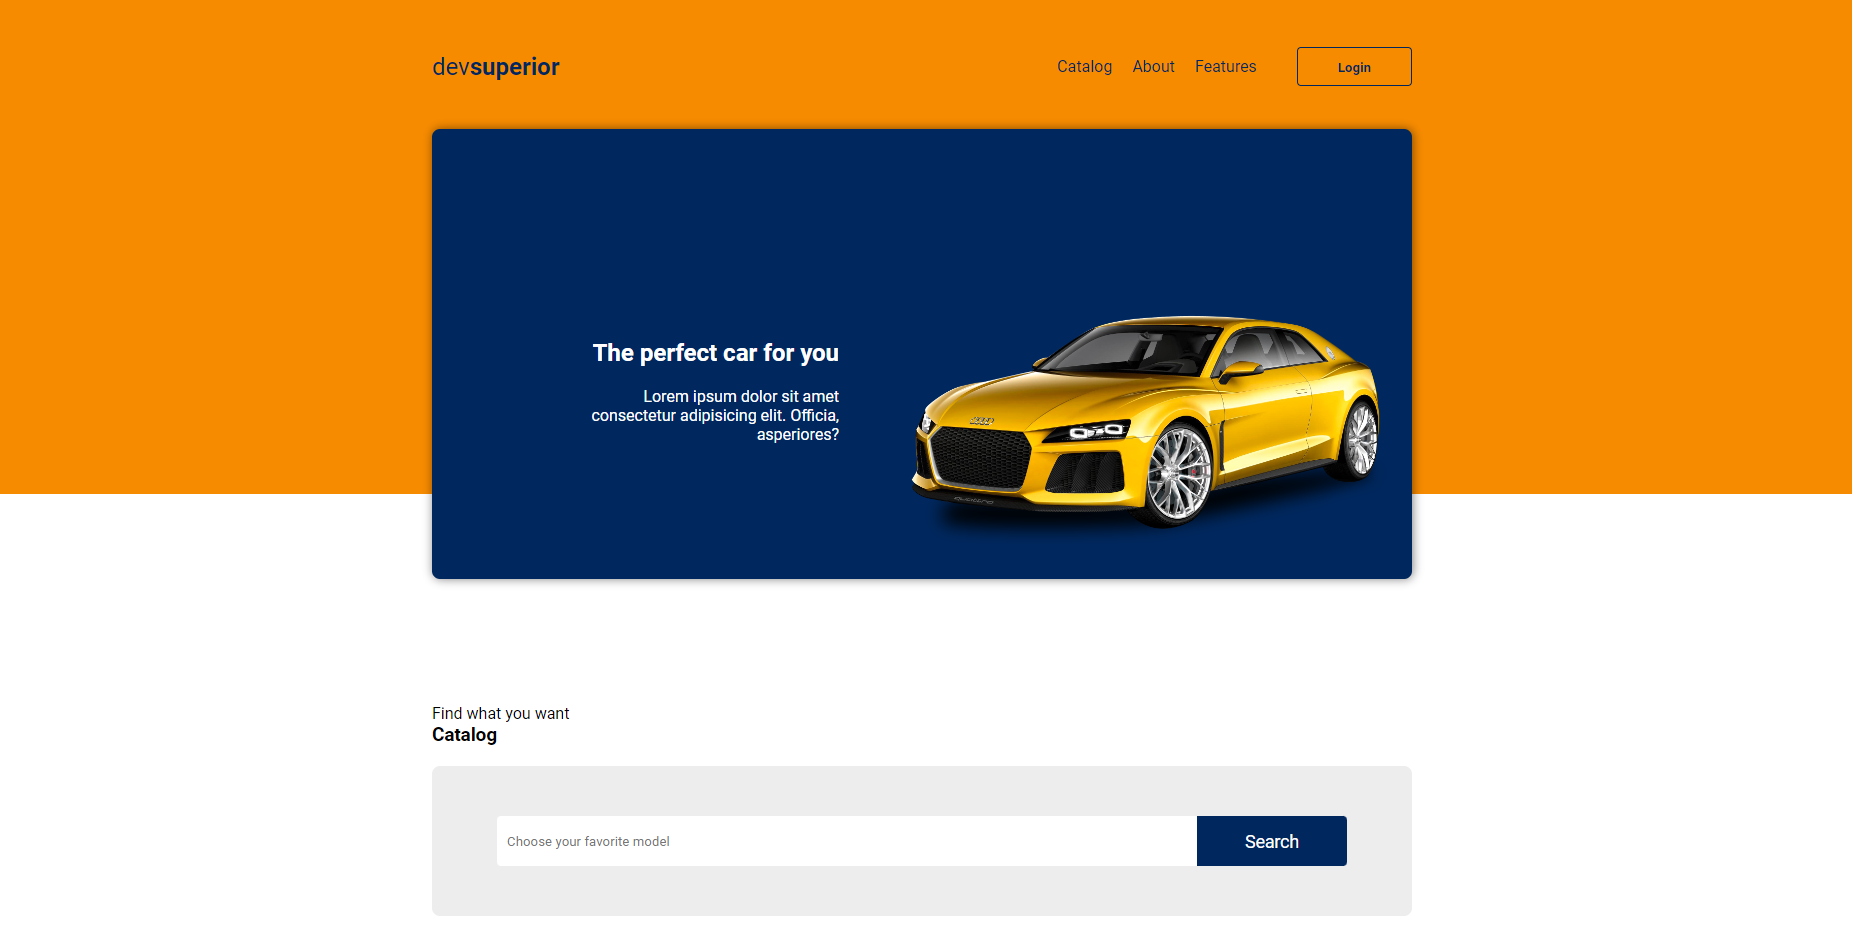 devsuperior
Catalog About Features Login
The perfect car for you
Lorem ipsum dolor sit amet
consectetur adipisicing elit. Officia,
asperiores?
Find what you want
Catalog
Choose your favorite model Search